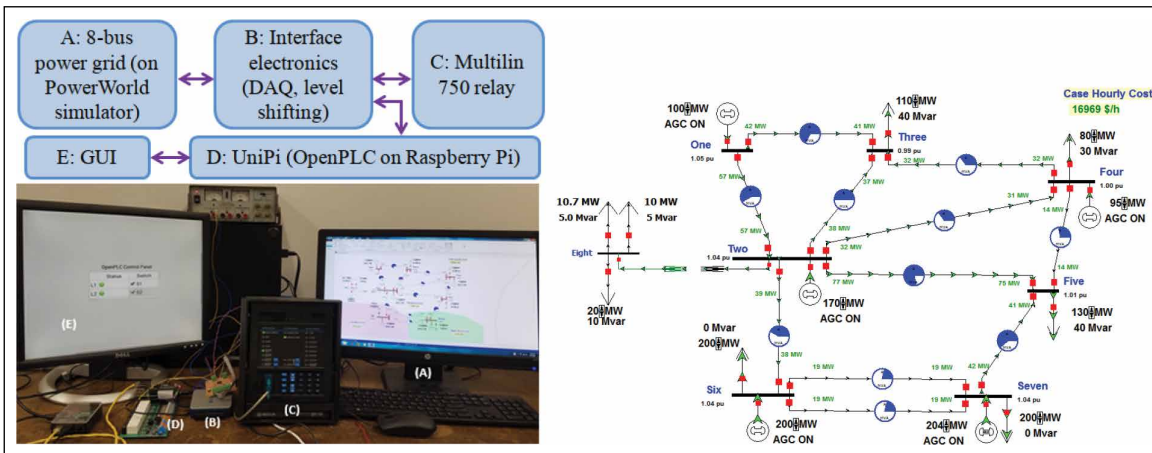 A: 8-bus
power grid (on
PowerWorld
simulator)
B: Interface
electronics
(DAQ, level
shifting)
C: Multilin
750 relay
E: GUI
D: UniPi (OpenPLC on Raspberry Pi)
OpenPLC Control Panel
Status
L1
L2
(E)
DELL
(D)
(B)
(C)
(A)
Case Hourly Cost
16969 $/h
100 MW
AGC ON
One
1.05 pu
42 MW
41 MW
110 MW
40 Mvar
Three
0.99 pu
32 MW
32 MW
80 MW
30 Mvar
Four
1.00 pu
95 MW
AGC ON
57 MW
57 MW
37 MW
38 MW
31 MW
32 MW
14 MW
14 MW
10.7 MW
5.0 Mvar
10 MW
5 Mvar
Eight
20 MW
10 Mvar
Two
1.04 pu
170 MW
AGC ON
77 MW
75 MW
Five
1.01 pu
41 MW
130 MW
40 Mvar
39 MW
38 MW
0 Mvar
200 MW
Six
1.04 pu
200 MW
AGC ON
19 MW
19 MW
19 MW
19 MW
42 MW
Seven
1.04 pu
204 MW
AGC ON
200 MW
0 Mvar